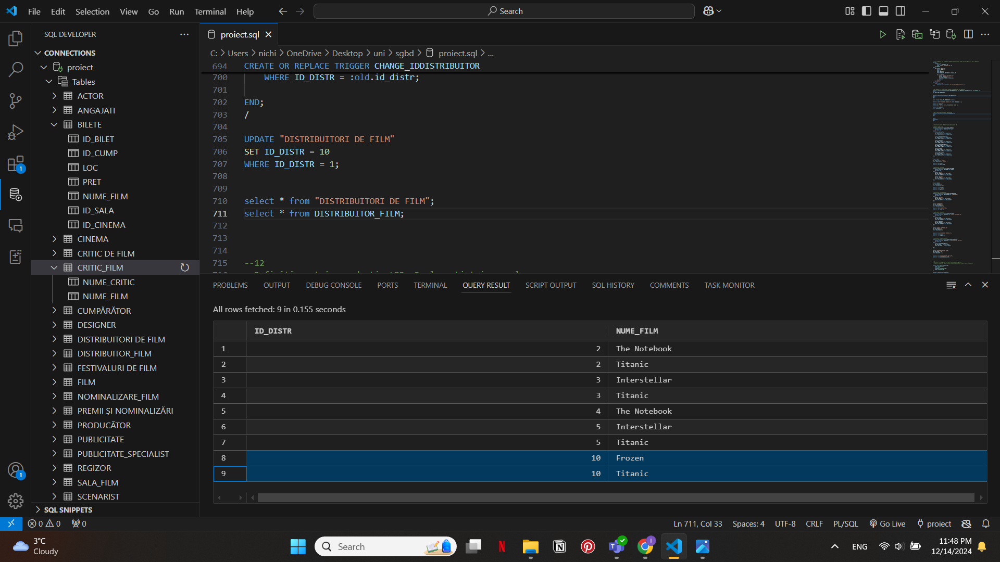 File Edit Selection View Go Run Terminal Help
Search
SQL DEVELOPER
CONNECTIONS
proiect
Tables
ACTOR
ANGAJATI
BILETE
ID_BILET
ID_CUMP
LOC
PRET
NUME_FILM
ID_SALA
ID_CINEMA
CINEMA
CRITIC DE FILM
CRITIC_FILM
NUME_CRITIC
NUME_FILM
CUMPĂRĂTOR
DESIGNER
DISTRIBUITORI DE FILM
DISTRIBUITOR_FILM
FESTIVALURI DE FILM
FILM
NOMINALIZARE_FILM
PREMII ȘI NOMINALIZĂRI
PRODUCĂTOR
PUBLICITATE
PUBLICITATE_SPECIALIST
REGIZOR
SALA_FILM
SCENARIST
SQL SNIPPETS
1
1
proiect.sql
C: > Users > nichi > OneDrive > Desktop > uni > sgbd > proiect.sql > ...
694 CREATE OR REPLACE TRIGGER CHANGE_IDDISTRIBUITOR
700 WHERE ID_DISTR = :old.id_distr;
701
702 END;
703 /
704
705 UPDATE "DISTRIBUITORI DE FILM"
706 SET ID_DISTR = 10
707 WHERE ID_DISTR = 1;
708
709
710 select * from "DISTRIBUITORI DE FILM";
711 select * from DISTRIBUITOR_FILM;
712
713
714
715 --12
PROBLEMS OUTPUT DEBUG CONSOLE PORTS TERMINAL QUERY RESULT SCRIPT OUTPUT SQL HISTORY COMMENTS TASK MONITOR
All rows fetched: 9 in 0.155 seconds
ID_DISTR NUME_FILM
1 2 The Notebook
2 2 Titanic
3 3 Interstellar
4 3 Titanic
5 4 The Notebook
6 5 Interstellar
7 5 Titanic
8 10 Frozen
9 10 Titanic
0 0 0 Ln 711, Col 33 Spaces: 4 UTF-8 CRLF PL/SQL Go Live proiect
3°C
Cloudy
Search
ENG
11:48 PM
12/14/2024